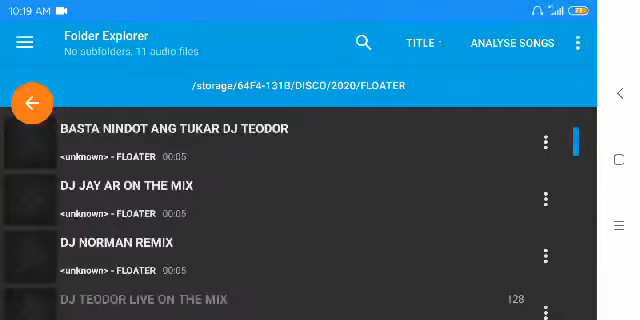 10:19 AM
Folder Explorer
No subfolders, 11 audio files
TITLE ↑
ANALYSE SONGS
/storage/64F4-131B/DISCO/2020/FLOATER
BASTA NINDOT ANG TUKAR DJ TEODOR
<unknown> - FLOATER 00:05
DJ JAY AR ON THE MIX
<unknown> - FLOATER 00:05
DJ NORMAN REMIX
<unknown> - FLOATER 00:05
DJ TEODOR LIVE ON THE MIX 128